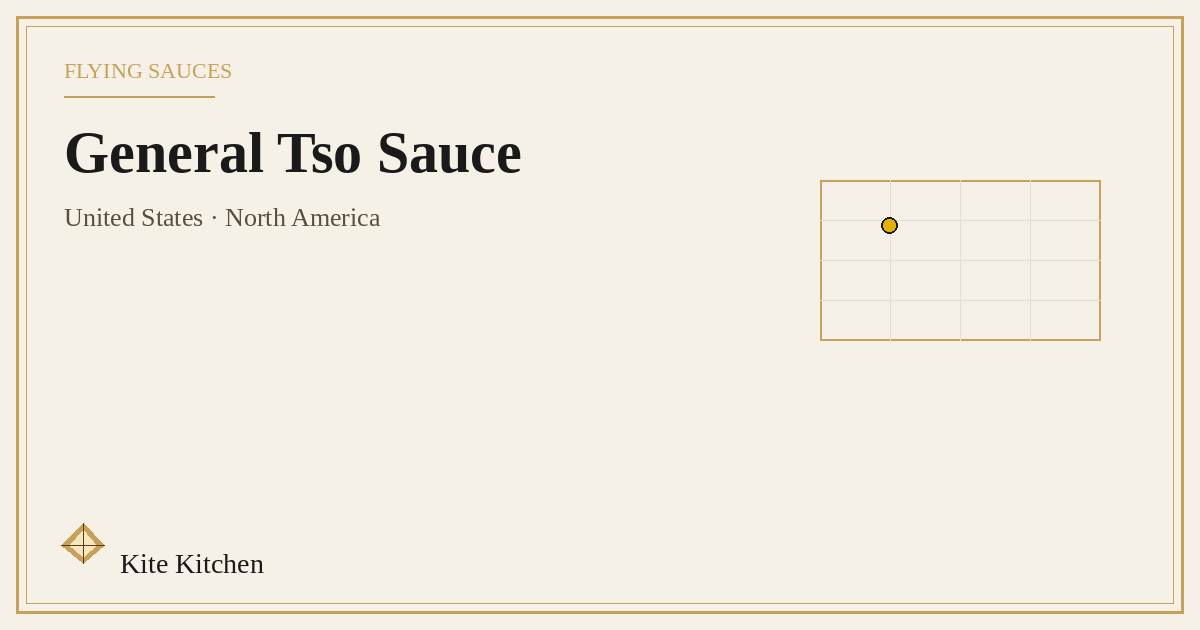 FLYING SAUCES
General Tso Sauce
United States · North America
Kite Kitchen